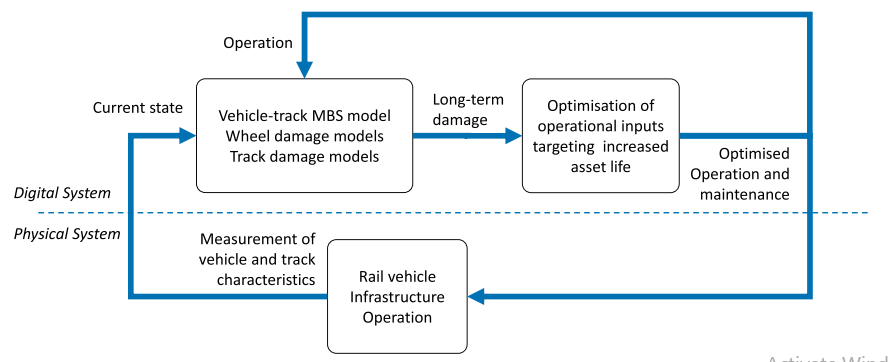 Operation
Current state
Vehicle-track MBS model
Wheel damage models
Track damage models
Long-term
damage
Optimisation of
operational inputs
targeting increased
asset life
Optimised
Operation and
maintenance
Digital System
Physical System
Measurement of
vehicle and track
characteristics
Rail vehicle
Infrastructure
Operation